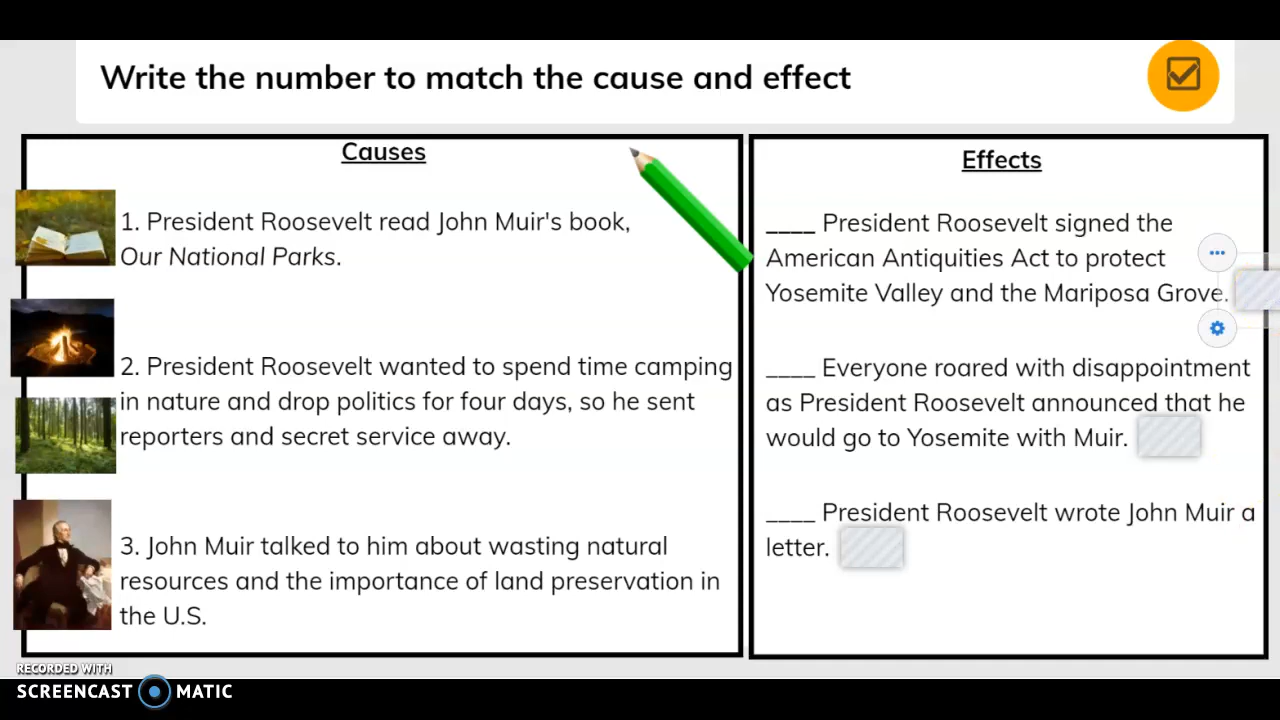 Write the number to match the cause and effect
Causes
1. President Roosevelt read John Muir's book,
Our National Parks.
2. President Roosevelt wanted to spend time camping
in nature and drop politics for four days, so he sent
reporters and secret service away.
3. John Muir talked to him about wasting natural
resources and the importance of land preservation in
the U.S.
Effects
____ President Roosevelt signed the
American Antiquities Act to protect
Yosemite Valley and the Mariposa Grove.
____ Everyone roared with disappointment
as President Roosevelt announced that he
would go to Yosemite with Muir.
____ President Roosevelt wrote John Muir a
letter.
RECORDED WITH
SCREENCAST MATIC